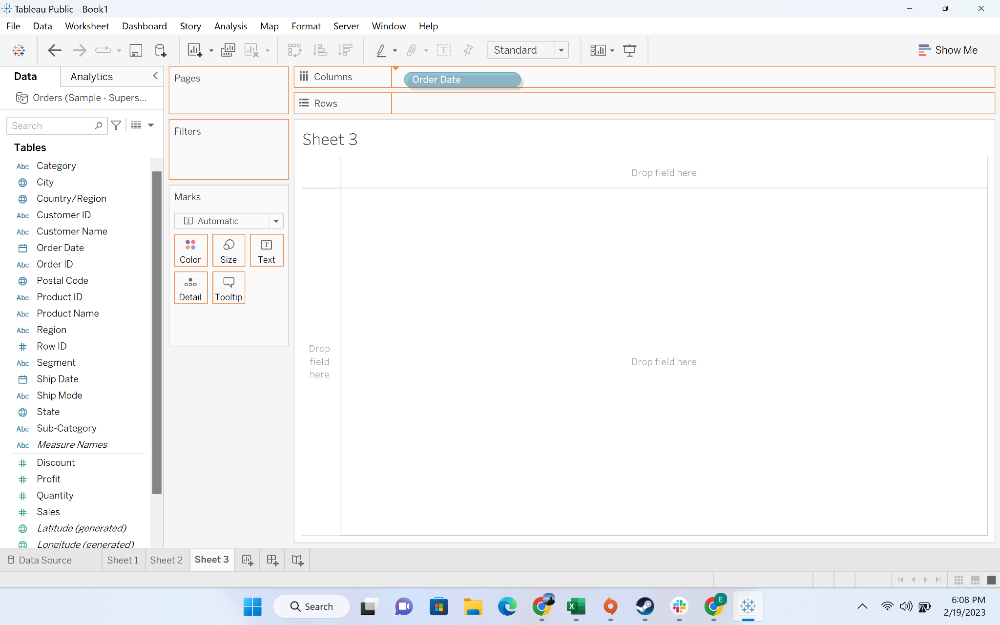 Tableau Public - Book1
File Data Worksheet Dashboard Story Analysis Map Format Server Window Help
Standard
Show Me
Data Analytics
Orders (Sample - Supers...
Search
Tables
Abc Category
City
Country/Region
Abc Customer ID
Abc Customer Name
Order Date
Abc Order ID
Postal Code
Abc Product ID
Abc Product Name
Abc Region
# Row ID
Abc Segment
Ship Date
Abc Ship Mode
State
Abc Sub-Category
Abc Measure Names
# Discount
# Profit
# Quantity
# Sales
Latitude (generated)
Longitude (generated)
Pages
Filters
Marks
T Automatic
Color Size T Text
Detail Tooltip
Columns Order Date
Rows
Sheet 3
Drop field here
Drop
field
here
Drop field here
Data Source Sheet 1 Sheet 2 Sheet 3
Search
E
6:08 PM
2/19/2023